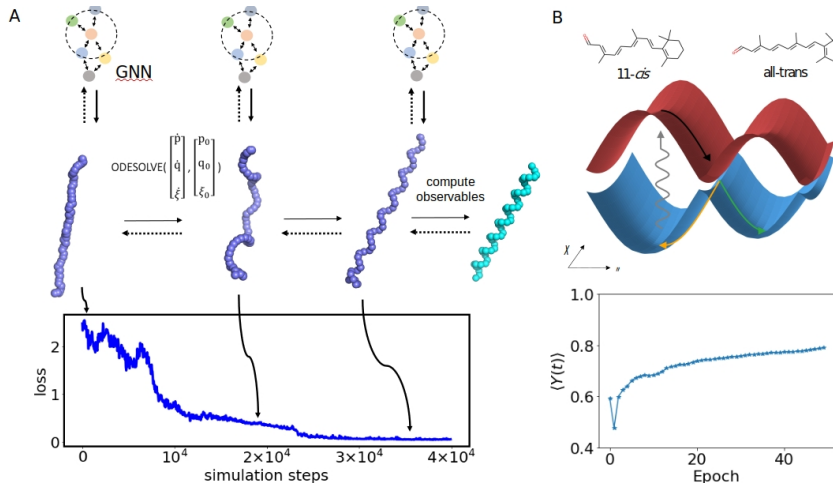 A
GNN
ODESOLVE( [ṗ q̇ ξ̇] , [p₀ q₀ ξ₀] )
compute
observables
loss
2
1
0
0
10⁴
2×10⁴
3×10⁴
4×10⁴
simulation steps
B
11-cis
all-trans
χ
⟨Y(t)⟩
1.0
0.8
0.6
0.4
0
20
40
Epoch